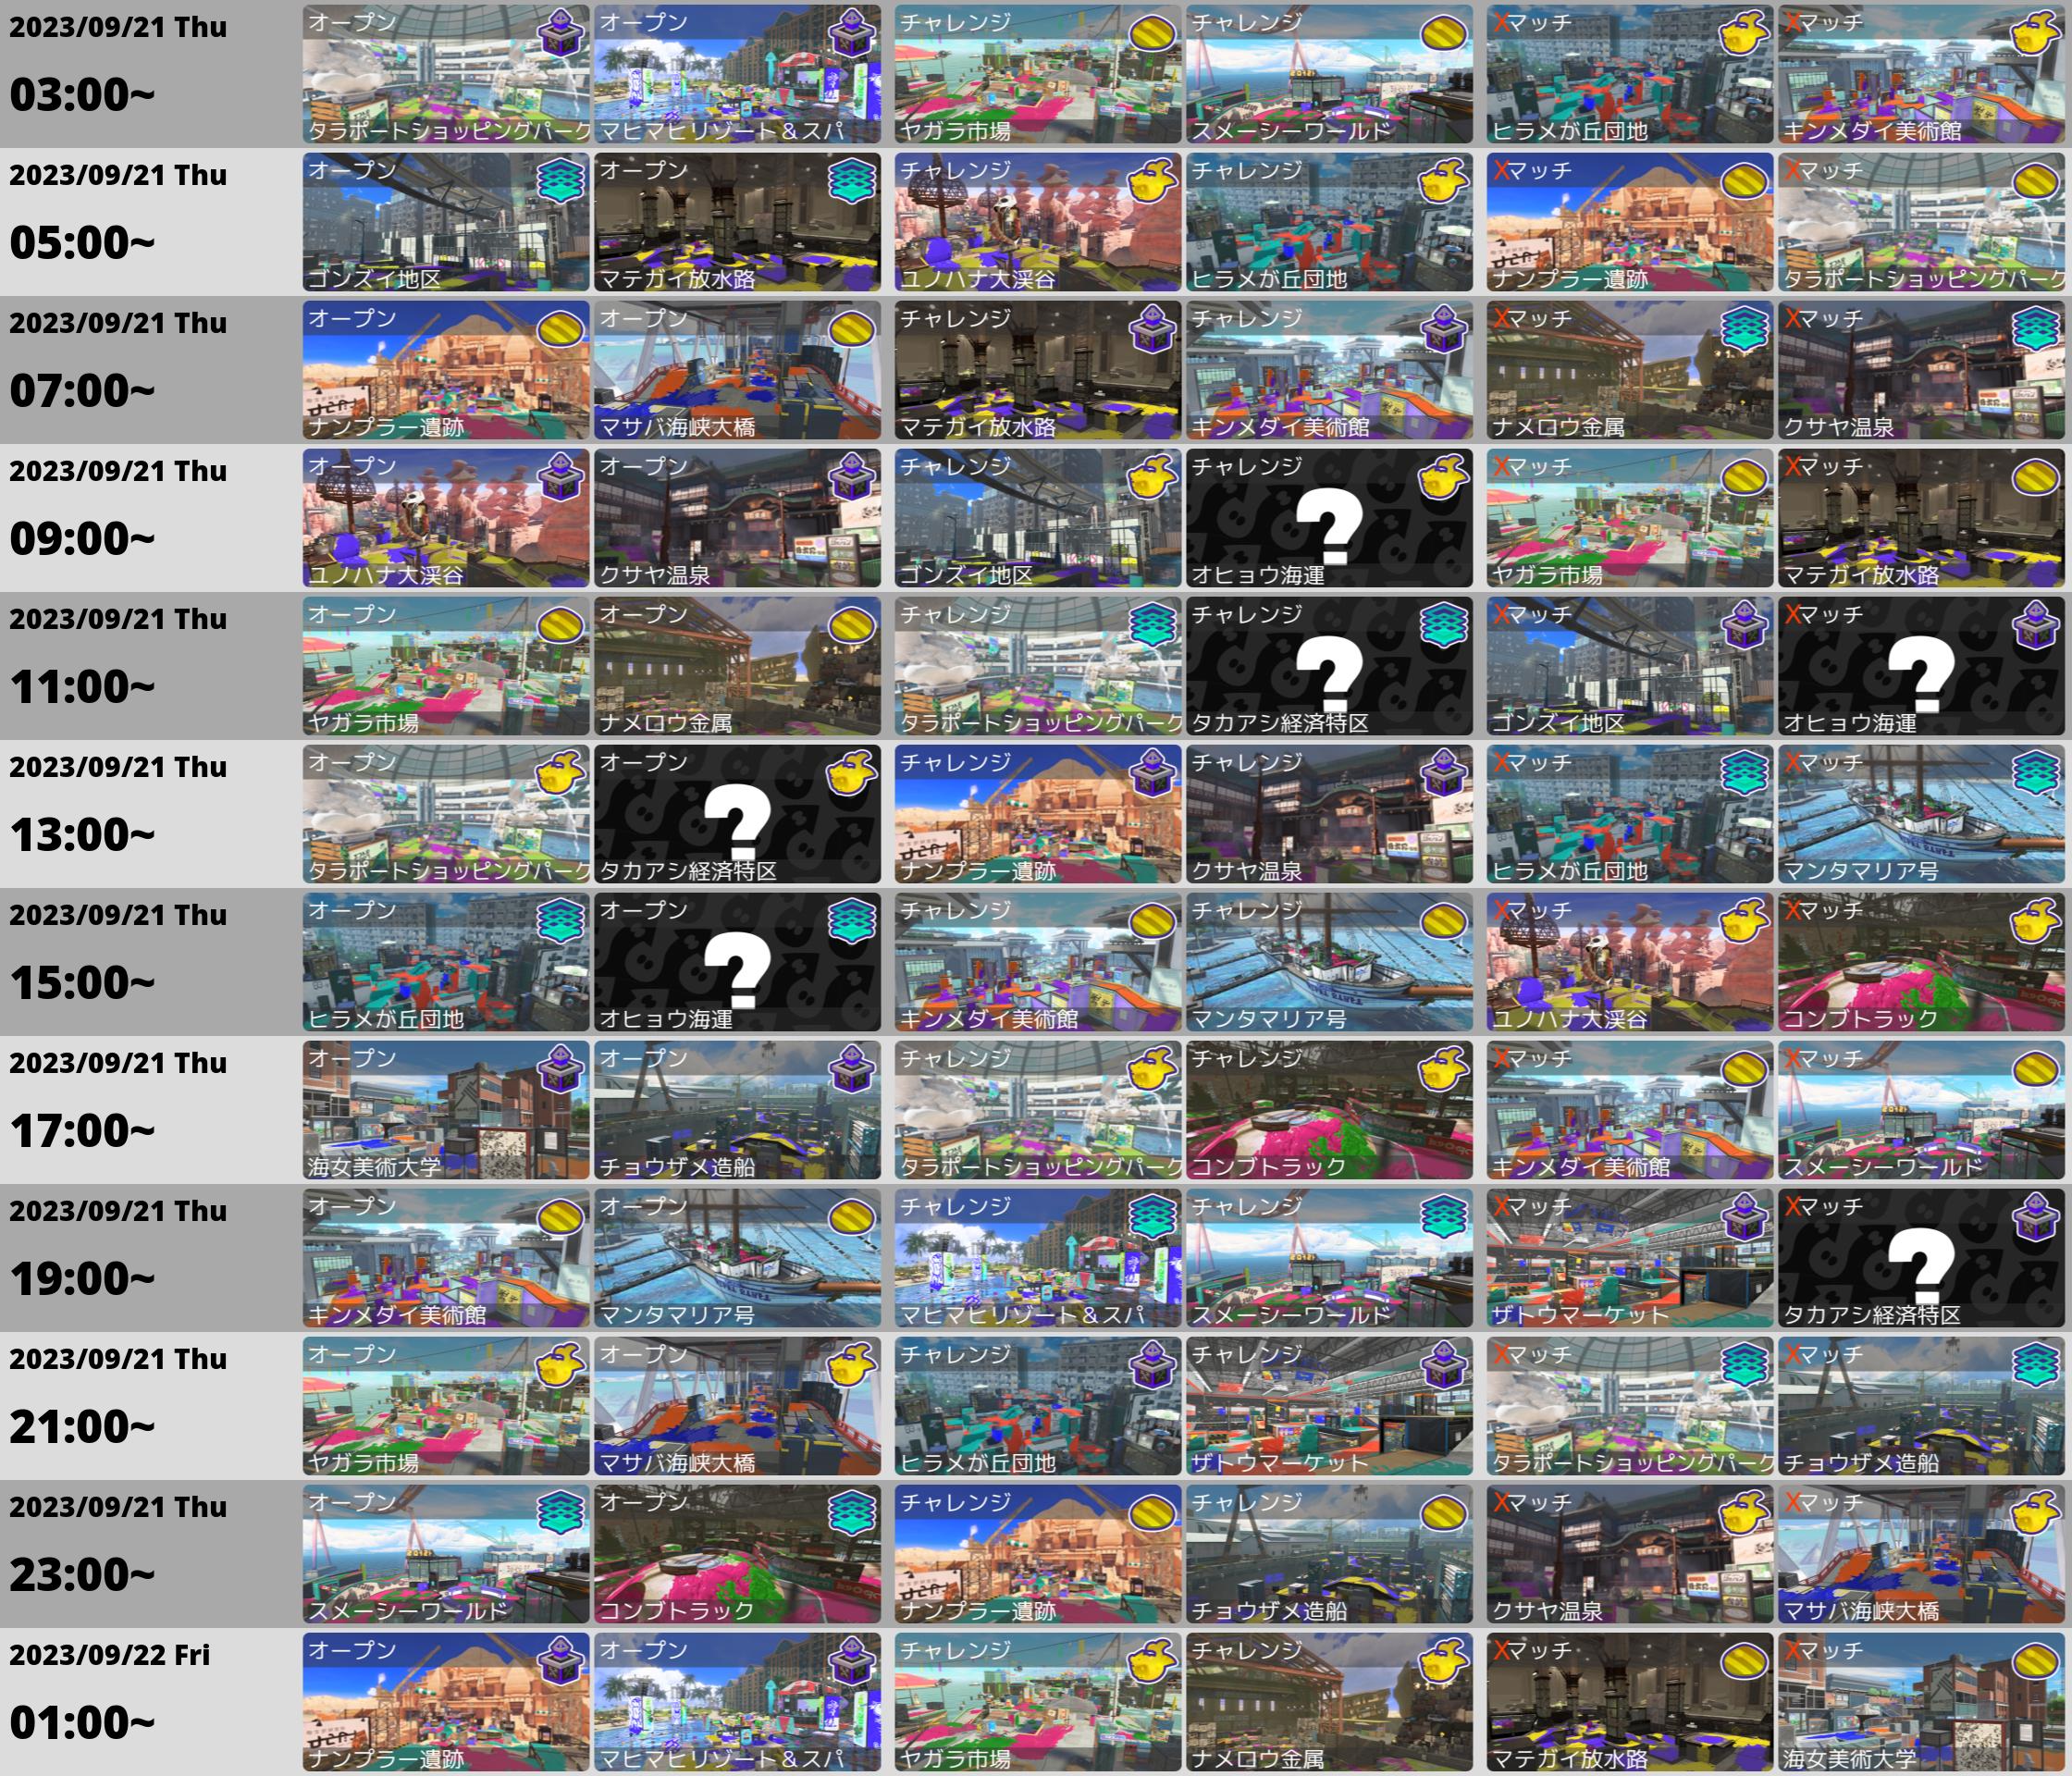 2023/09/21 Thu
03:00~
オープン
タラポートショッピングパーク
オープン
マヒマヒリゾート＆スパ
チャレンジ
ヤガラ市場
チャレンジ
スメーシーワールド
Xマッチ
ヒラメが丘団地
Xマッチ
キンメダイ美術館
2023/09/21 Thu
05:00~
オープン
ゴンズイ地区
オープン
マテガイ放水路
チャレンジ
ユノハナ大渓谷
チャレンジ
ヒラメが丘団地
Xマッチ
ナンプラー遺跡
Xマッチ
タラポートショッピングパーク
2023/09/21 Thu
07:00~
オープン
ナンプラー遺跡
オープン
マサバ海峡大橋
チャレンジ
マテガイ放水路
チャレンジ
キンメダイ美術館
Xマッチ
ナメロウ金属
Xマッチ
クサヤ温泉
2023/09/21 Thu
09:00~
オープン
ユノハナ大渓谷
オープン
クサヤ温泉
チャレンジ
ゴンズイ地区
チャレンジ
?
オヒョウ海運
Xマッチ
ヤガラ市場
Xマッチ
マテガイ放水路
2023/09/21 Thu
11:00~
オープン
ヤガラ市場
オープン
ナメロウ金属
チャレンジ
タラポートショッピングパーク
チャレンジ
?
タカアシ経済特区
Xマッチ
ゴンズイ地区
Xマッチ
?
オヒョウ海運
2023/09/21 Thu
13:00~
オープン
タラポートショッピングパーク
オープン
?
タカアシ経済特区
チャレンジ
ナンプラー遺跡
チャレンジ
クサヤ温泉
Xマッチ
ヒラメが丘団地
Xマッチ
マンタマリア号
2023/09/21 Thu
15:00~
オープン
ヒラメが丘団地
オープン
?
オヒョウ海運
チャレンジ
キンメダイ美術館
チャレンジ
マンタマリア号
Xマッチ
ユノハナ大渓谷
Xマッチ
コンブトラック
2023/09/21 Thu
17:00~
オープン
海女美術大学
オープン
チョウザメ造船
チャレンジ
タラポートショッピングパーク
チャレンジ
コンブトラック
Xマッチ
キンメダイ美術館
Xマッチ
スメーシーワールド
2023/09/21 Thu
19:00~
オープン
キンメダイ美術館
オープン
マンタマリア号
チャレンジ
マヒマヒリゾート＆スパ
チャレンジ
スメーシーワールド
Xマッチ
ザトウマーケット
Xマッチ
?
タカアシ経済特区
2023/09/21 Thu
21:00~
オープン
ヤガラ市場
オープン
マサバ海峡大橋
チャレンジ
ヒラメが丘団地
チャレンジ
ザトウマーケット
Xマッチ
タラポートショッピングパーク
Xマッチ
チョウザメ造船
2023/09/21 Thu
23:00~
オープン
スメーシーワールド
オープン
コンブトラック
チャレンジ
ナンプラー遺跡
チャレンジ
チョウザメ造船
Xマッチ
クサヤ温泉
Xマッチ
マサバ海峡大橋
2023/09/22 Fri
01:00~
オープン
ナンプラー遺跡
オープン
マヒマヒリゾート＆スパ
チャレンジ
ヤガラ市場
チャレンジ
ナメロウ金属
Xマッチ
マテガイ放水路
Xマッチ
海女美術大学